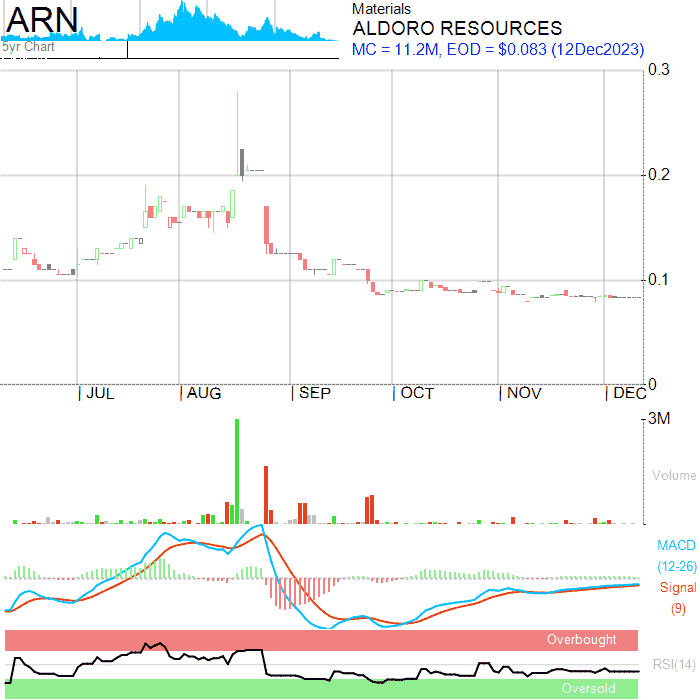 ARN
5yr Chart
Materials
ALDORO RESOURCES
MC = 11.2M, EOD = $0.083 (12Dec2023)
0.3
0.2
0.1
0
JUL
AUG
SEP
OCT
NOV
DEC
3M
Volume
MACD
(12-26)
Signal
(9)
Overbought
RSI(14)
Oversold